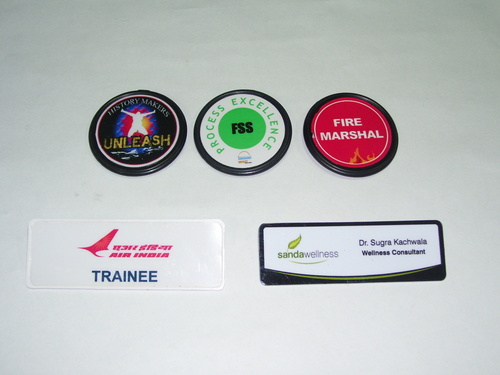 HISTORY MAKERS
UNLEASH
PROCESS EXCELLENCE
FSS
FIRE
MARSHAL
एअर इंडिया
AIR INDIA
TRAINEE
sandawellness
Dr. Sugra Kachwala
Wellness Consultant